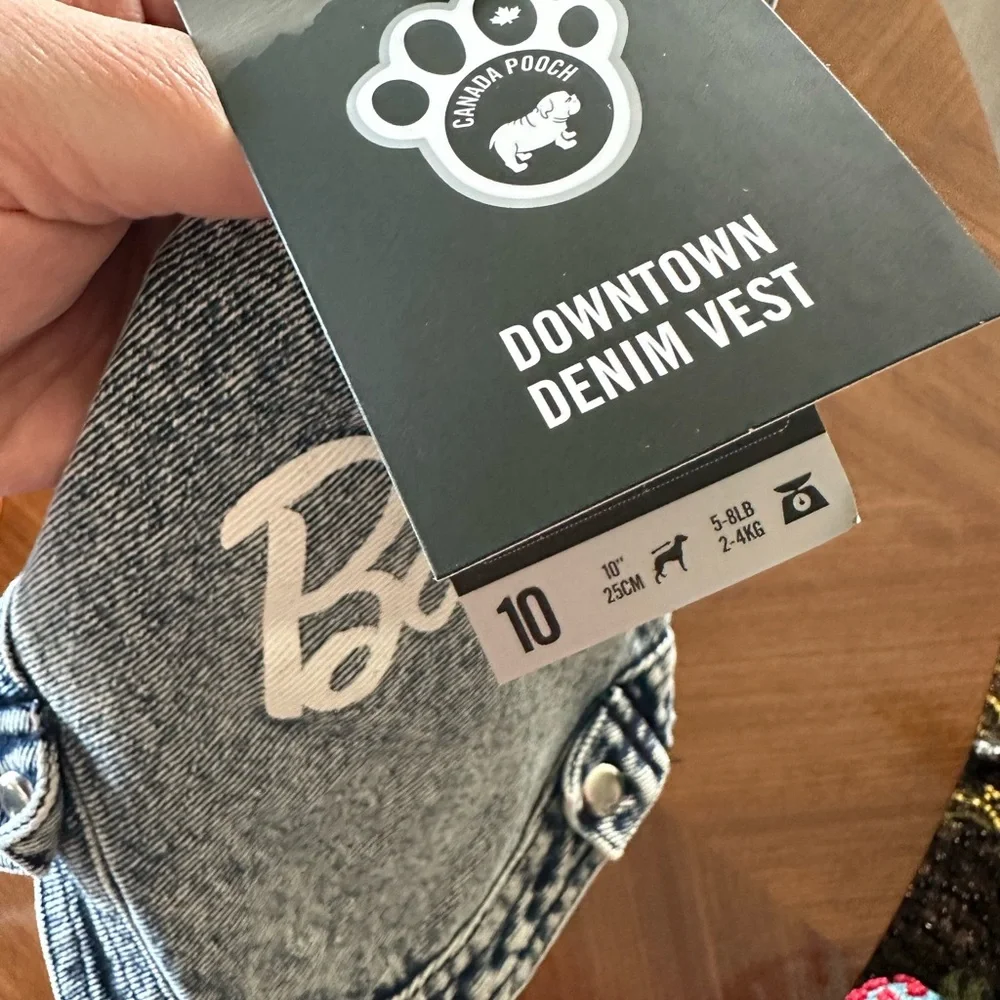 CANADA POOCH
DOWNTOWN
DENIM VEST
10
10"
25CM
5-8LB
2-4KG